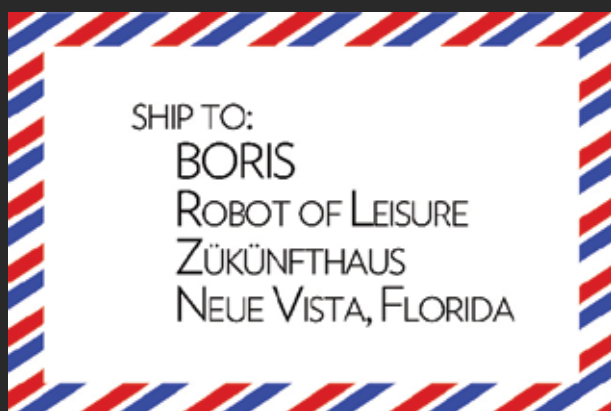 SHIP TO:
BORIS
ROBOT OF LEISURE
ZÜKÜNFTHAUS
NEUE VISTA, FLORIDA